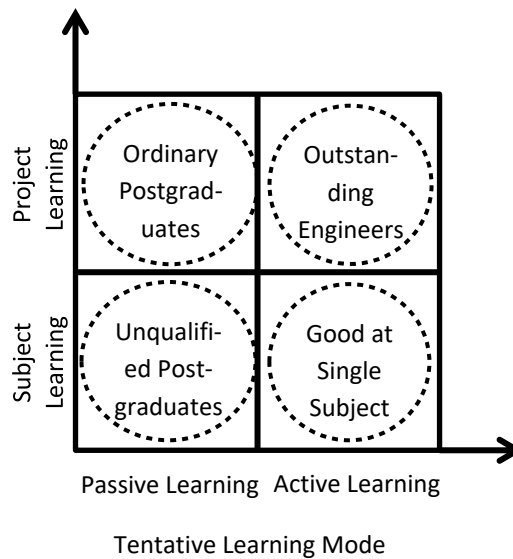 Project
Learning
Ordinary
Postgrad-
uates
Outstan-
ding
Engineers
Subject
Learning
Unqualifi-
ed Post-
graduates
Good at
Single
Subject
Passive Learning
Active Learning
Tentative Learning Mode